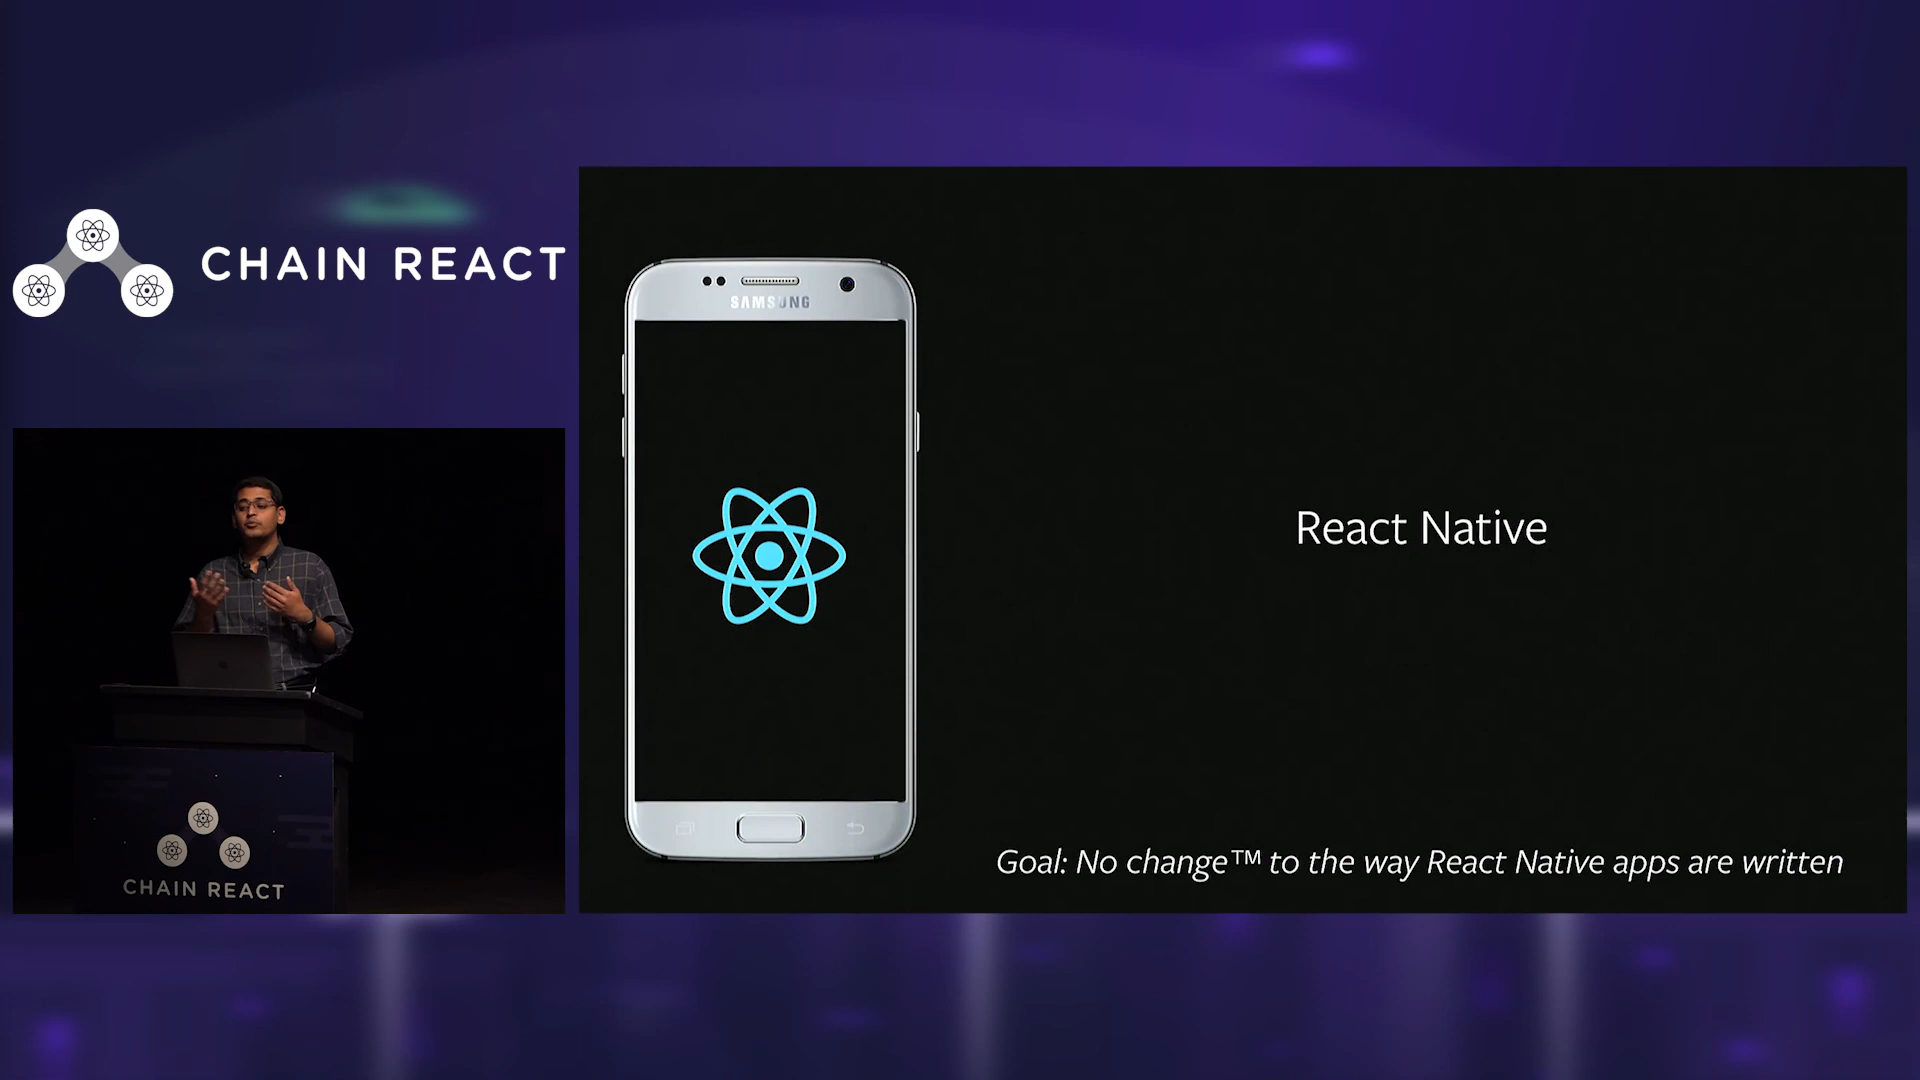 CHAIN REACT
SAMSUNG
React Native
Goal: No change™ to the way React Native apps are written
CHAIN REACT